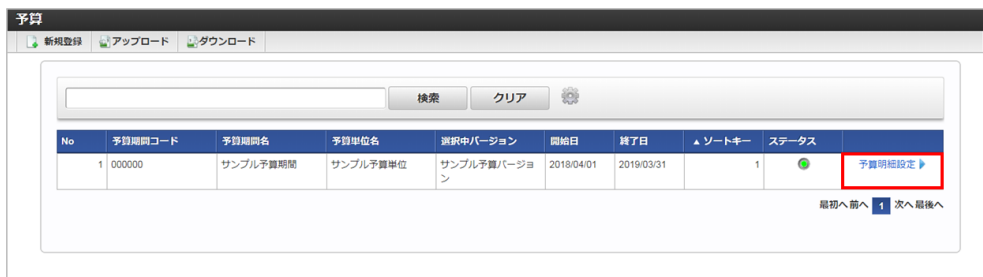 予算
新規登録 アップロード ダウンロード
検索 クリア
No 予算期間コード 予算期間名 予算単位名 選択中バージョン 開始日 終了日 ▲ ソートキー ステータス
1 000000 サンプル予算期間 サンプル予算単位 サンプル予算バージョ 2018/04/01 2019/03/31 1 予算明細設定
ン
最初へ 前へ 1 次へ 最後へ